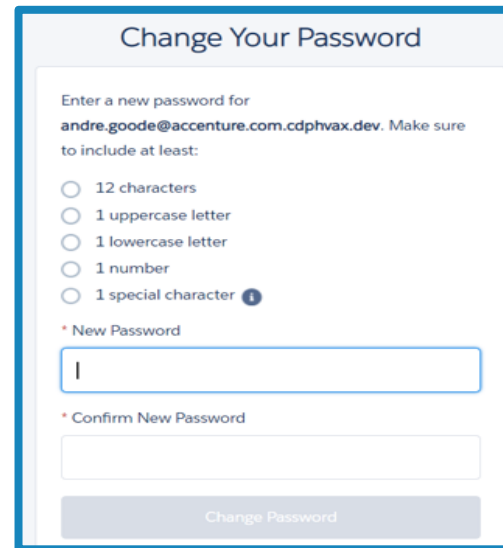 Change Your Password
Enter a new password for
andre.goode@accenture.com.cdphvax.dev. Make sure
to include at least:
12 characters
1 uppercase letter
1 lowercase letter
1 number
1 special character
* New Password
* Confirm New Password
Change Password